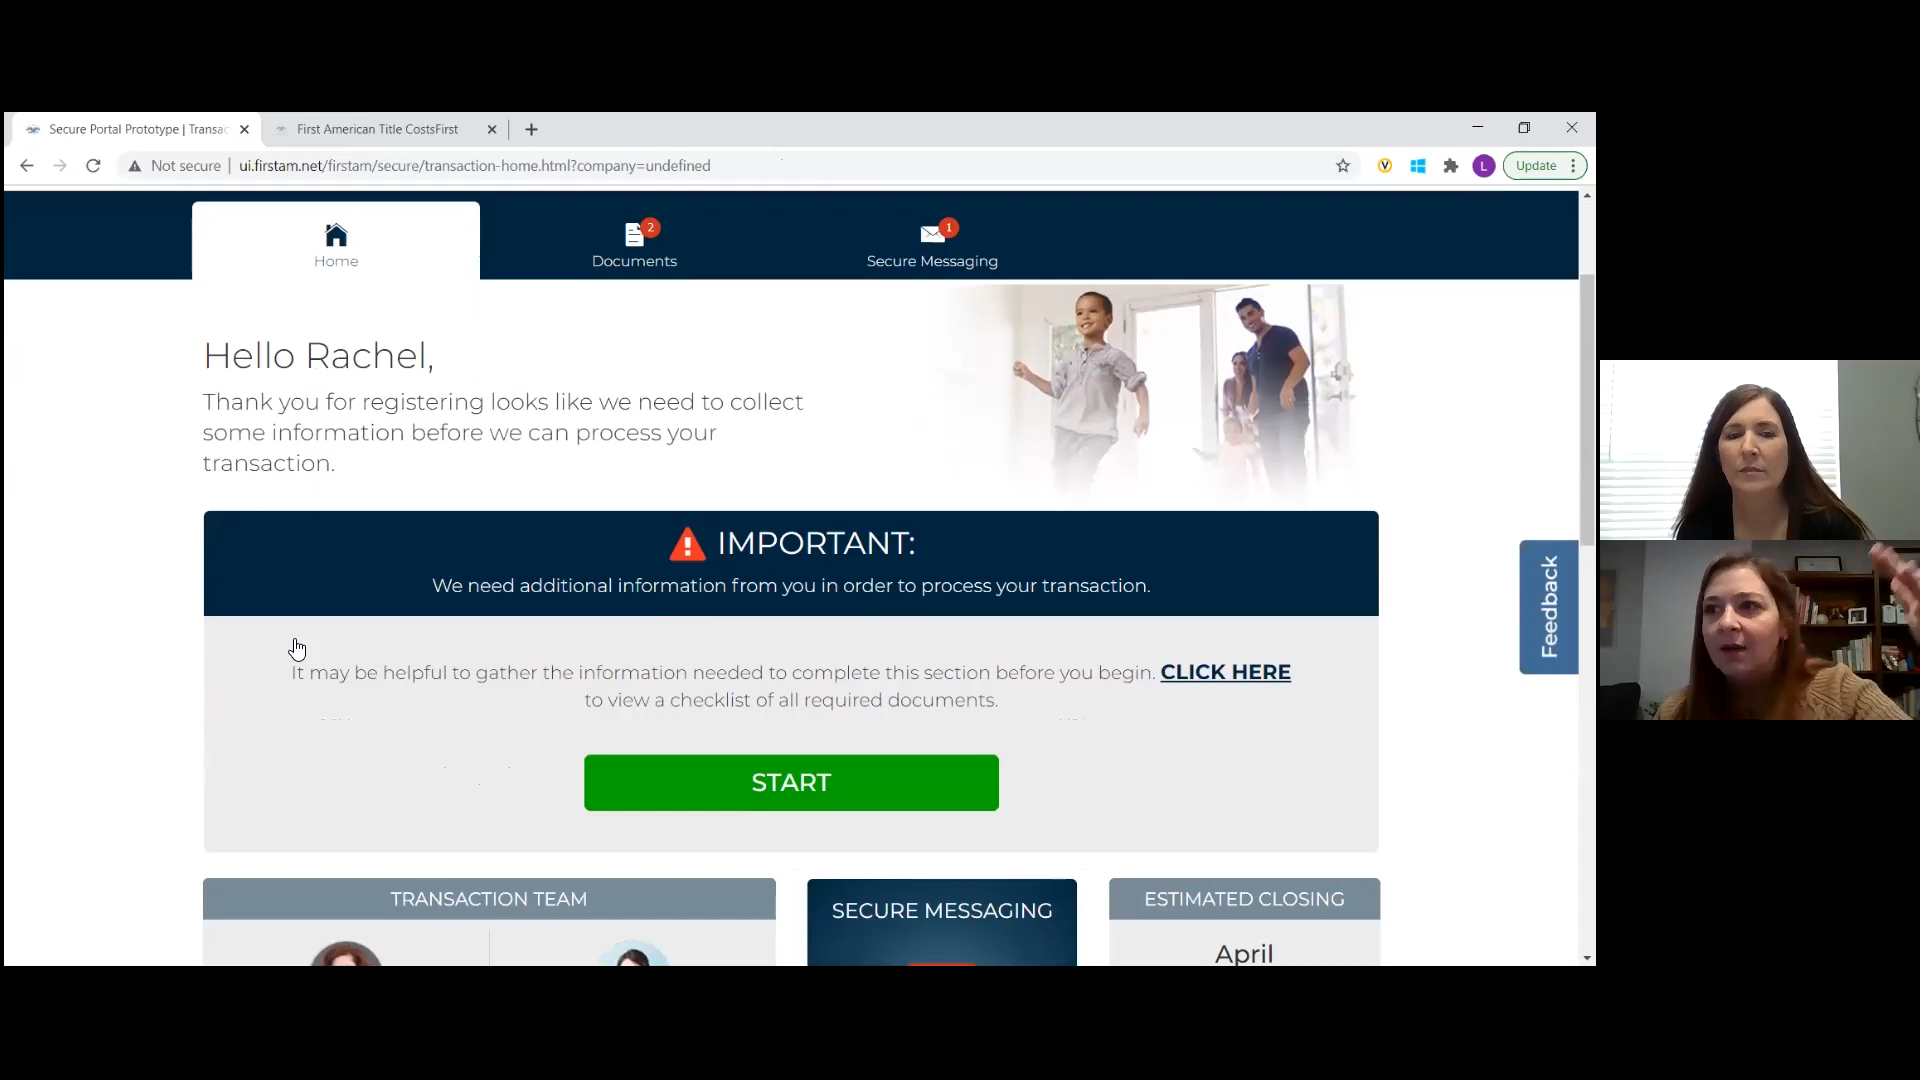 Secure Portal Prototype | Transac
First American Title CostsFirst
Not secure
ui.firstam.net/firstam/secure/transaction-home.html?company=undefined
V
L
Update
Home
2
Documents
1
Secure Messaging
Hello Rachel,
Thank you for registering looks like we need to collect
some information before we can process your
transaction.
IMPORTANT:
We need additional information from you in order to process your transaction.
It may be helpful to gather the information needed to complete this section before you begin. CLICK HERE
to view a checklist of all required documents.
START
Feedback
TRANSACTION TEAM
SECURE MESSAGING
ESTIMATED CLOSING
April